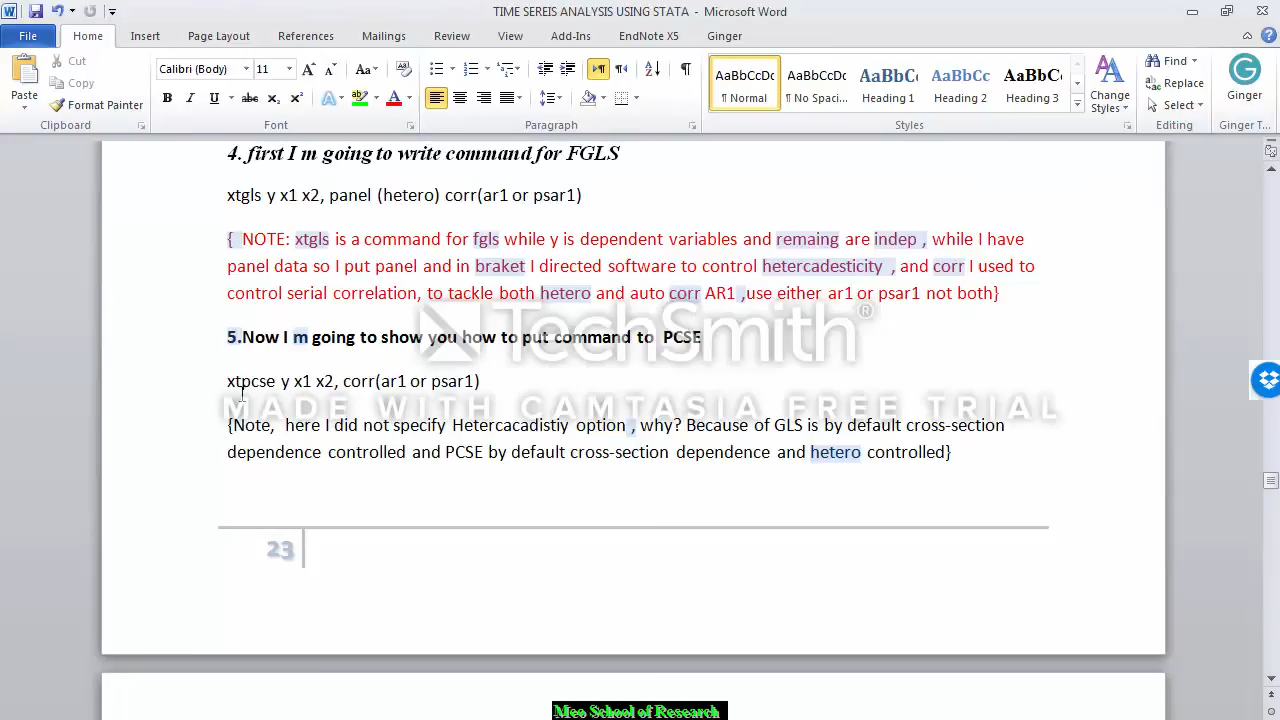 TIME SEREIS ANALYSIS USING STATA - Microsoft Word
File Home Insert Page Layout References Mailings Review View Add-Ins EndNote X5 Ginger
Paste
Cut
Copy
Format Painter
Calibri (Body) 11
AaBbCcDc AaBbCcDc AaBbCc AaBbCc AaBbC
¶ Normal ¶ No Spaci... Heading 1 Heading 2 Heading 3
Change Styles
Find
Replace
Select
Ginger
Clipboard Font Paragraph Styles Editing Ginger T...
4. first I m going to write command for FGLS
xtgls y x1 x2, panel (hetero) corr(ar1 or psar1)
{ NOTE: xtgls is a command for fgls while y is dependent variables and remaing are indep , while I have
panel data so I put panel and in braket I directed software to control hetercadesticity , and corr I used to
control serial correlation, to tackle both hetero and auto corr AR1 ,use either ar1 or psar1 not both}
5.Now I m going to show you how to put command to PCSE
TechSmith®
xtpcse y x1 x2, corr(ar1 or psar1)
MADE WITH CAMTASIA FREE TRIAL
{Note, here I did not specify Hetercacadistiy option , why? Because of GLS is by default cross-section
dependence controlled and PCSE by default cross-section dependence and hetero controlled}
23
Meo School of Research